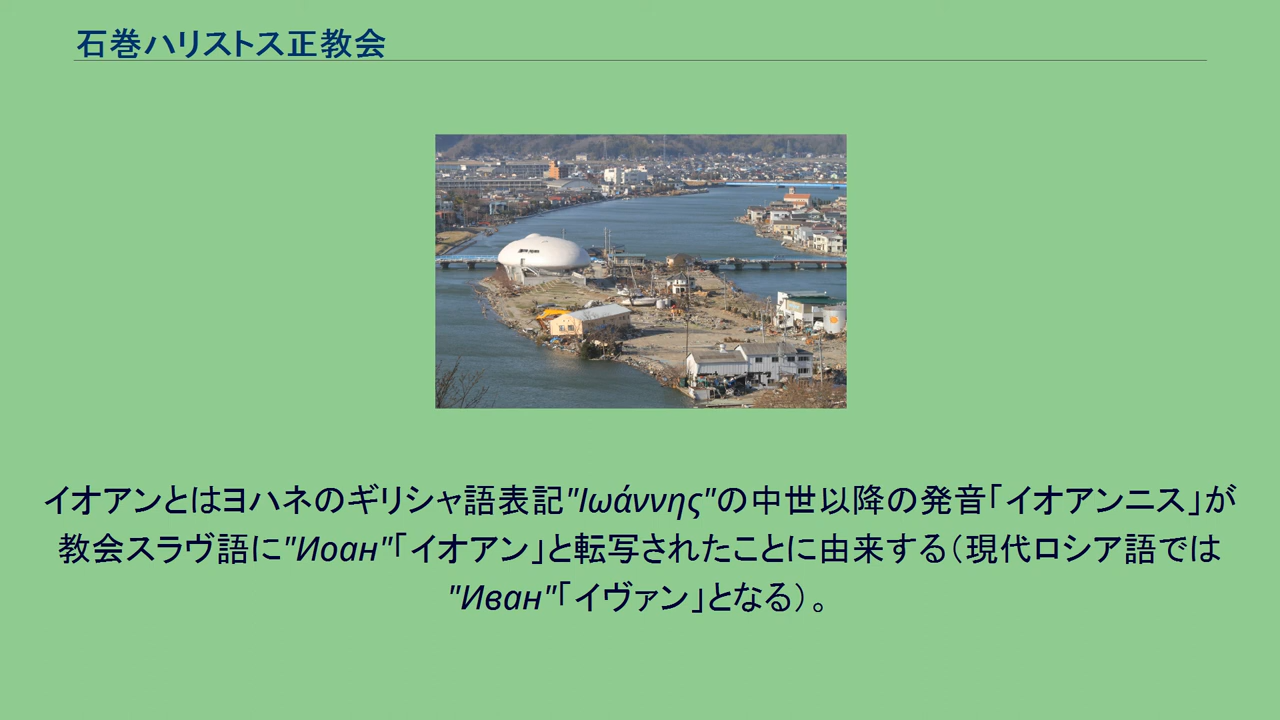 石巻ハリストス正教会
イオアンとはヨハネのギリシャ語表記"Ιωάννης"の中世以降の発音「イオアンニス」が
教会スラヴ語に"Иоан"「イオアン」と転写されたことに由来する（現代ロシア語では
"Иван"「イヴァン」となる）。